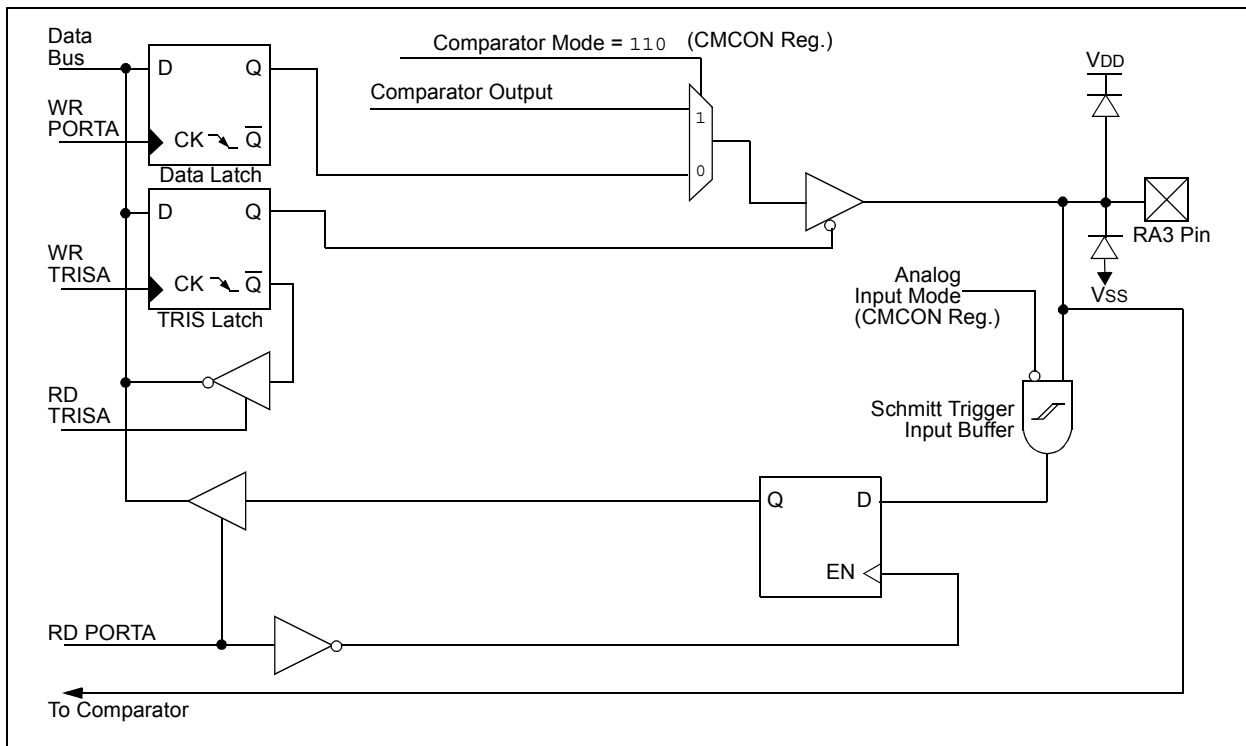 Data
Bus
D
Q
WR
PORTA
CK
Q̅
Data Latch
Comparator Mode = 110 (CMCON Reg.)
Comparator Output
1
0
VDD
RA3 Pin
VSS
D
Q
WR
TRISA
CK
Q̅
TRIS Latch
Analog
Input Mode
(CMCON Reg.)
RD
TRISA
Schmitt Trigger
Input Buffer
Q
D
EN
RD PORTA
To Comparator